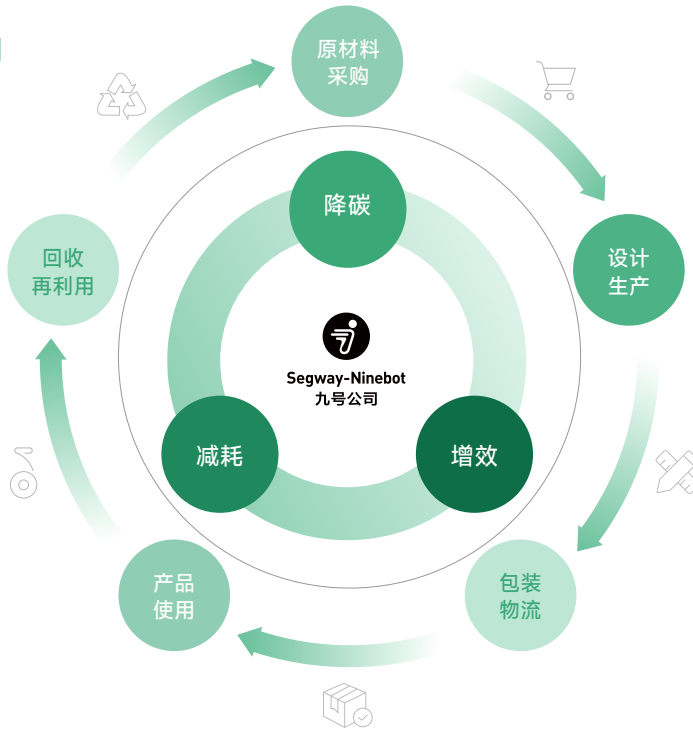 原材料
采购
降碳
回收
再利用
设计
生产
Segway-Ninebot
九号公司
减耗
增效
产品
使用
包装
物流